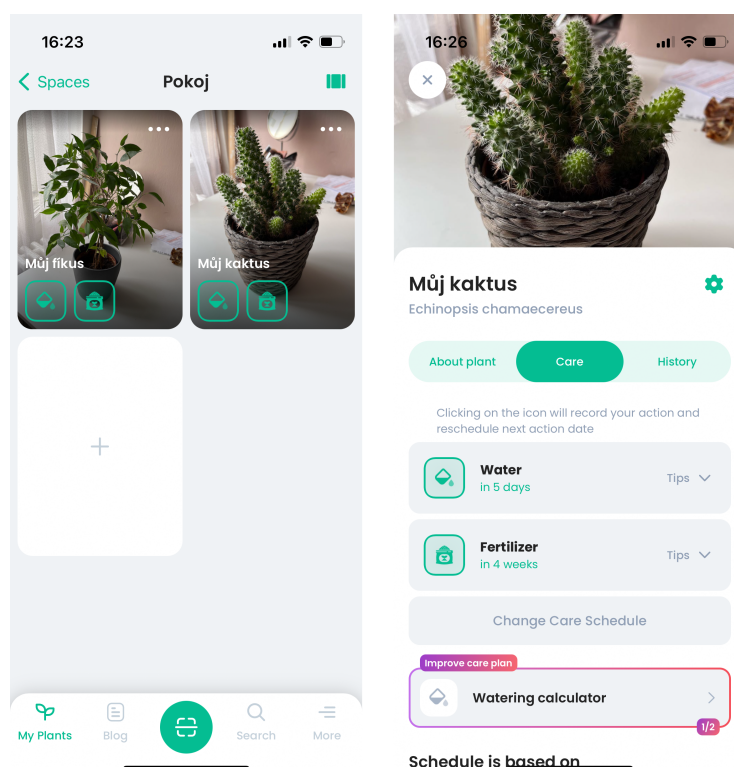 16:23
Spaces
Pokoj
Můj fíkus
Můj kaktus
My Plants
Blog
Search
More
16:26
Můj kaktus
Echinopsis chamaecereus
About plant
Care
History
Clicking on the icon will record your action and
reschedule next action date
Water
in 5 days
Tips
Fertilizer
in 4 weeks
Tips
Change Care Schedule
Improve care plan
Watering calculator
1/2
Schedule is based on